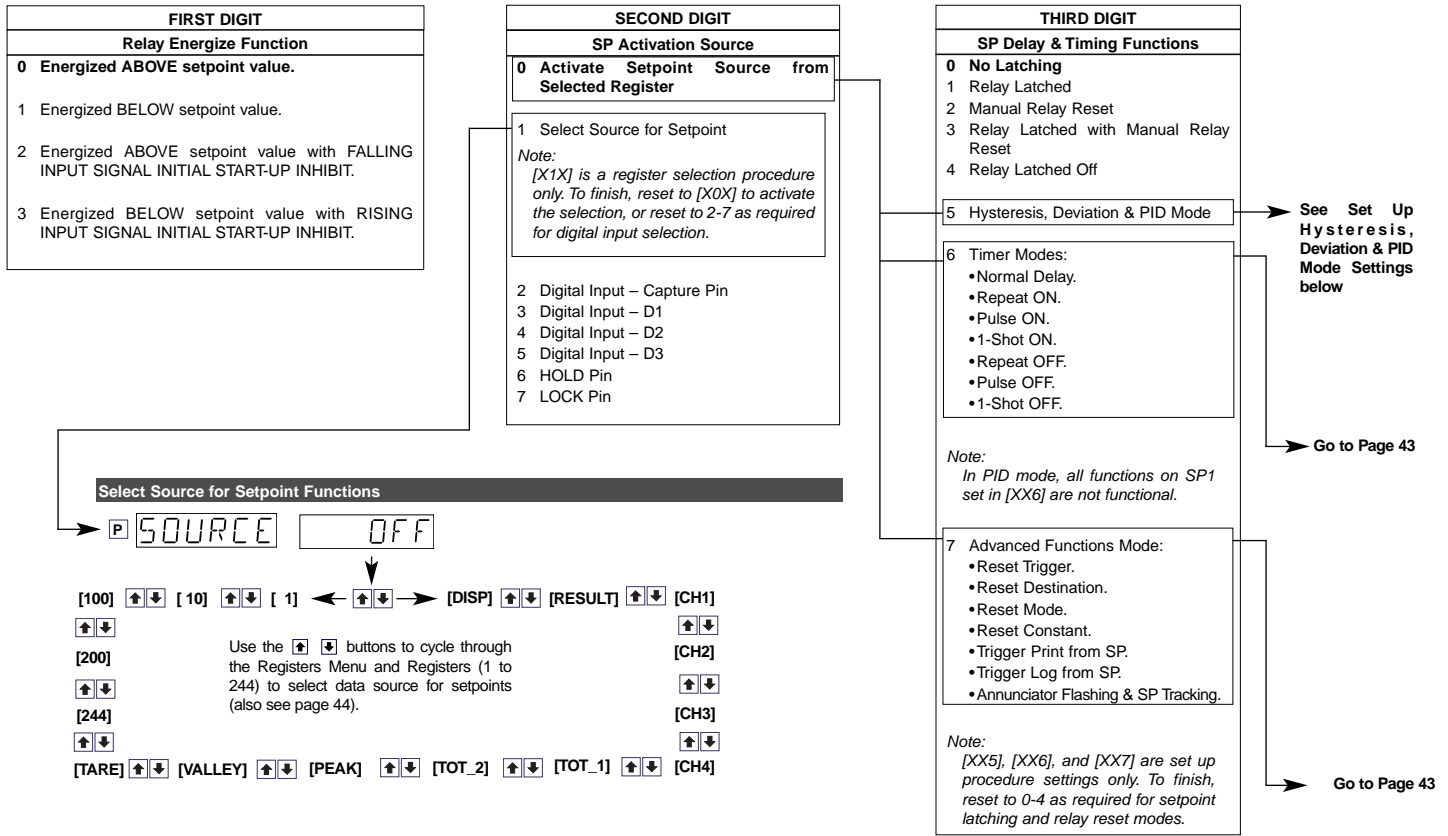 FIRST DIGIT
Relay Energize Function
0 Energized ABOVE setpoint value.
1 Energized BELOW setpoint value.
2 Energized ABOVE setpoint value with FALLING
INPUT SIGNAL INITIAL START-UP INHIBIT.
3 Energized BELOW setpoint value with RISING
INPUT SIGNAL INITIAL START-UP INHIBIT.
SECOND DIGIT
SP Activation Source
0 Activate Setpoint Source from
Selected Register
1 Select Source for Setpoint
Note:
[X1X] is a register selection procedure
only. To finish, reset to [X0X] to activate
the selection, or reset to 2-7 as required
for digital input selection.
2 Digital Input – Capture Pin
3 Digital Input – D1
4 Digital Input – D2
5 Digital Input – D3
6 HOLD Pin
7 LOCK Pin
THIRD DIGIT
SP Delay & Timing Functions
0 No Latching
1 Relay Latched
2 Manual Relay Reset
3 Relay Latched with Manual Relay
Reset
4 Relay Latched Off
5 Hysteresis, Deviation & PID Mode
See Set Up
Hysteresis,
Deviation & PID
Mode Settings
below
6 Timer Modes:
•Normal Delay.
•Repeat ON.
•Pulse ON.
•1-Shot ON.
•Repeat OFF.
•Pulse OFF.
•1-Shot OFF.
Go to Page 43
Note:
In PID mode, all functions on SP1
set in [XX6] are not functional.
7 Advanced Functions Mode:
•Reset Trigger.
•Reset Destination.
•Reset Mode.
•Reset Constant.
•Trigger Print from SP.
•Trigger Log from SP.
•Annunciator Flashing & SP Tracking.
Go to Page 43
Note:
[XX5], [XX6], and [XX7] are set up
procedure settings only. To finish,
reset to 0-4 as required for setpoint
latching and relay reset modes.
Select Source for Setpoint Functions
P SOURCE OFF
[100] [ 10] [ 1] [DISP] [RESULT] [CH1]
[200] [CH2]
[244] [CH3]
Use the buttons to cycle through
the Registers Menu and Registers (1 to
244) to select data source for setpoints
(also see page 44).
[TARE] [VALLEY] [PEAK] [TOT_2] [TOT_1] [CH4]